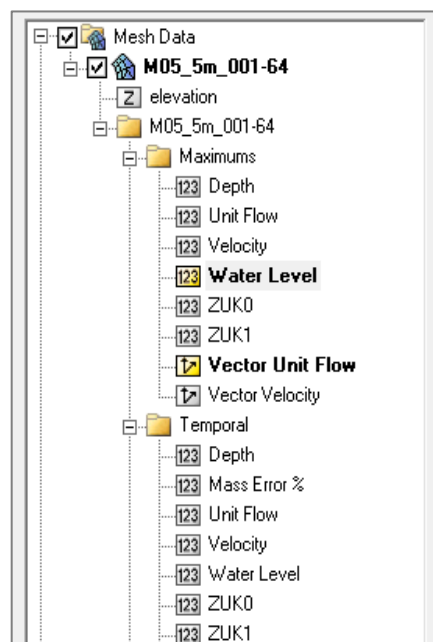 Mesh Data
M05_5m_001-64
Z elevation
M05_5m_001-64
Maximums
123 Depth
123 Unit Flow
123 Velocity
123 Water Level
123 ZUK0
123 ZUK1
Vector Unit Flow
Vector Velocity
Temporal
123 Depth
123 Mass Error %
123 Unit Flow
123 Velocity
123 Water Level
123 ZUK0
123 ZUK1